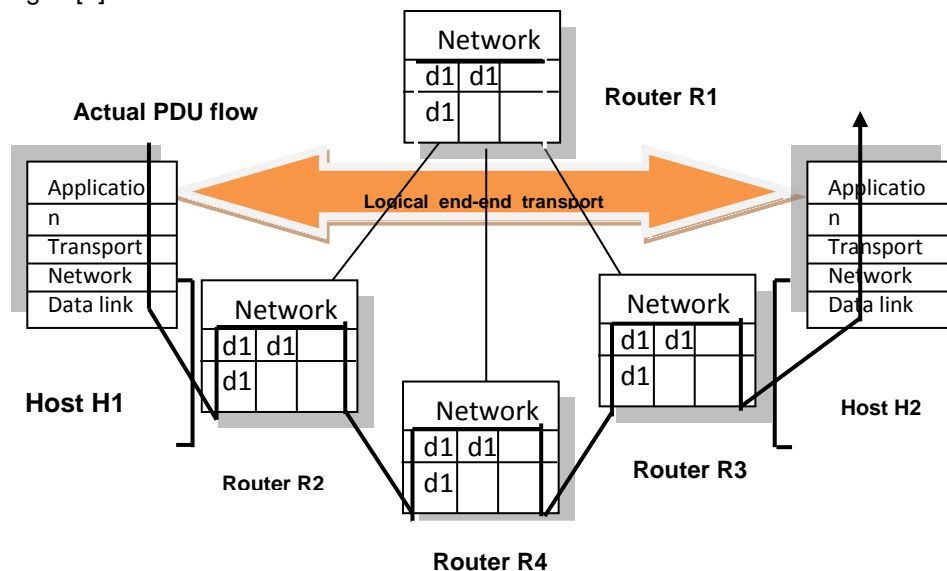 Network
d1 d1
d1
Router R1
Actual PDU flow
Logical end-end transport
Applicatio
n
Transport
Network
Data link
Host H1
Applicatio
n
Transport
Network
Data link
Host H2
Network
d1 d1
d1
Router R2
Network
d1 d1
d1
Router R3
Network
d1 d1
d1
Router R4